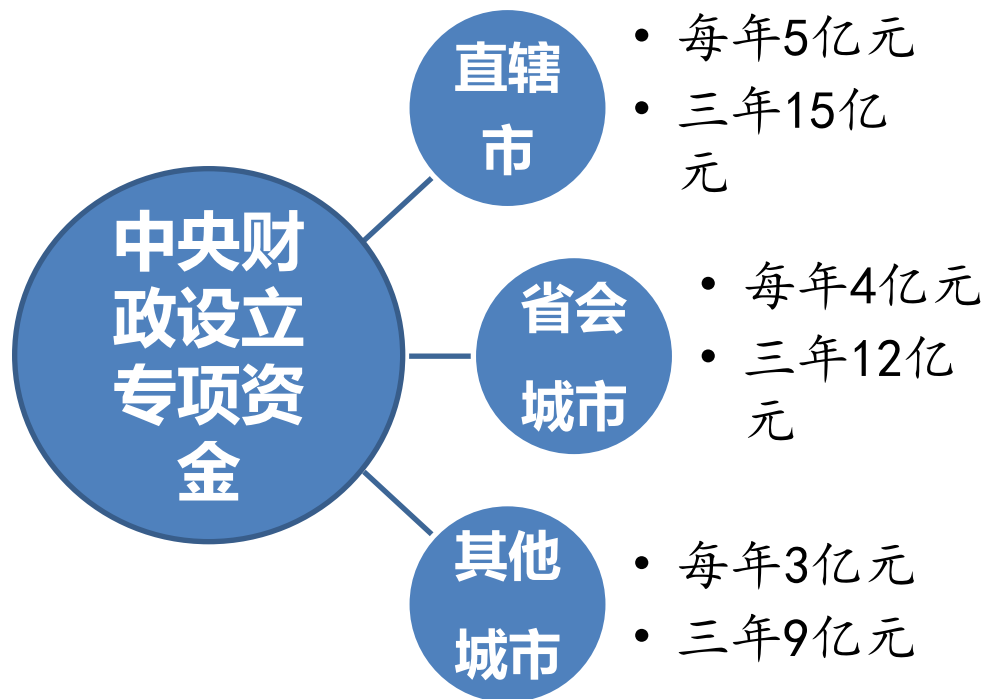 中央财
政设立
专项资
金
直辖
市
• 每年5亿元
• 三年15亿
元
省会
城市
• 每年4亿元
• 三年12亿
元
其他
城市
• 每年3亿元
• 三年9亿元